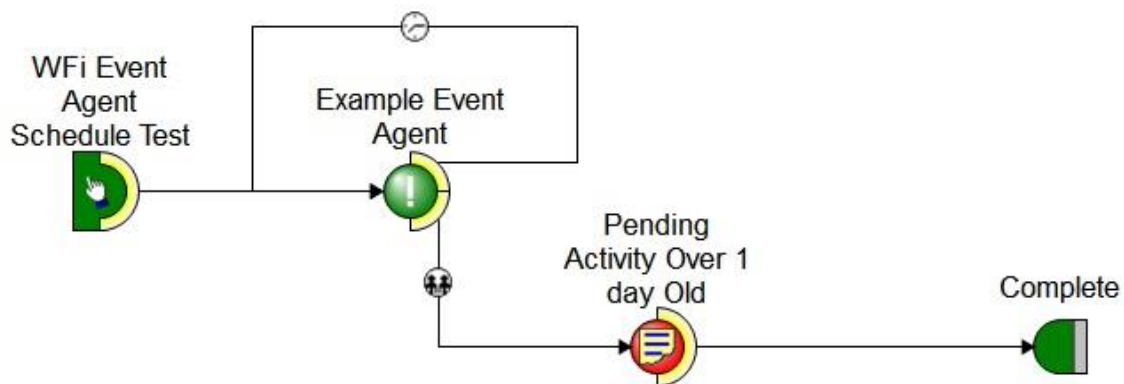 WFi Event
Agent
Schedule Test
Example Event
Agent
Pending
Activity Over 1
day Old
Complete